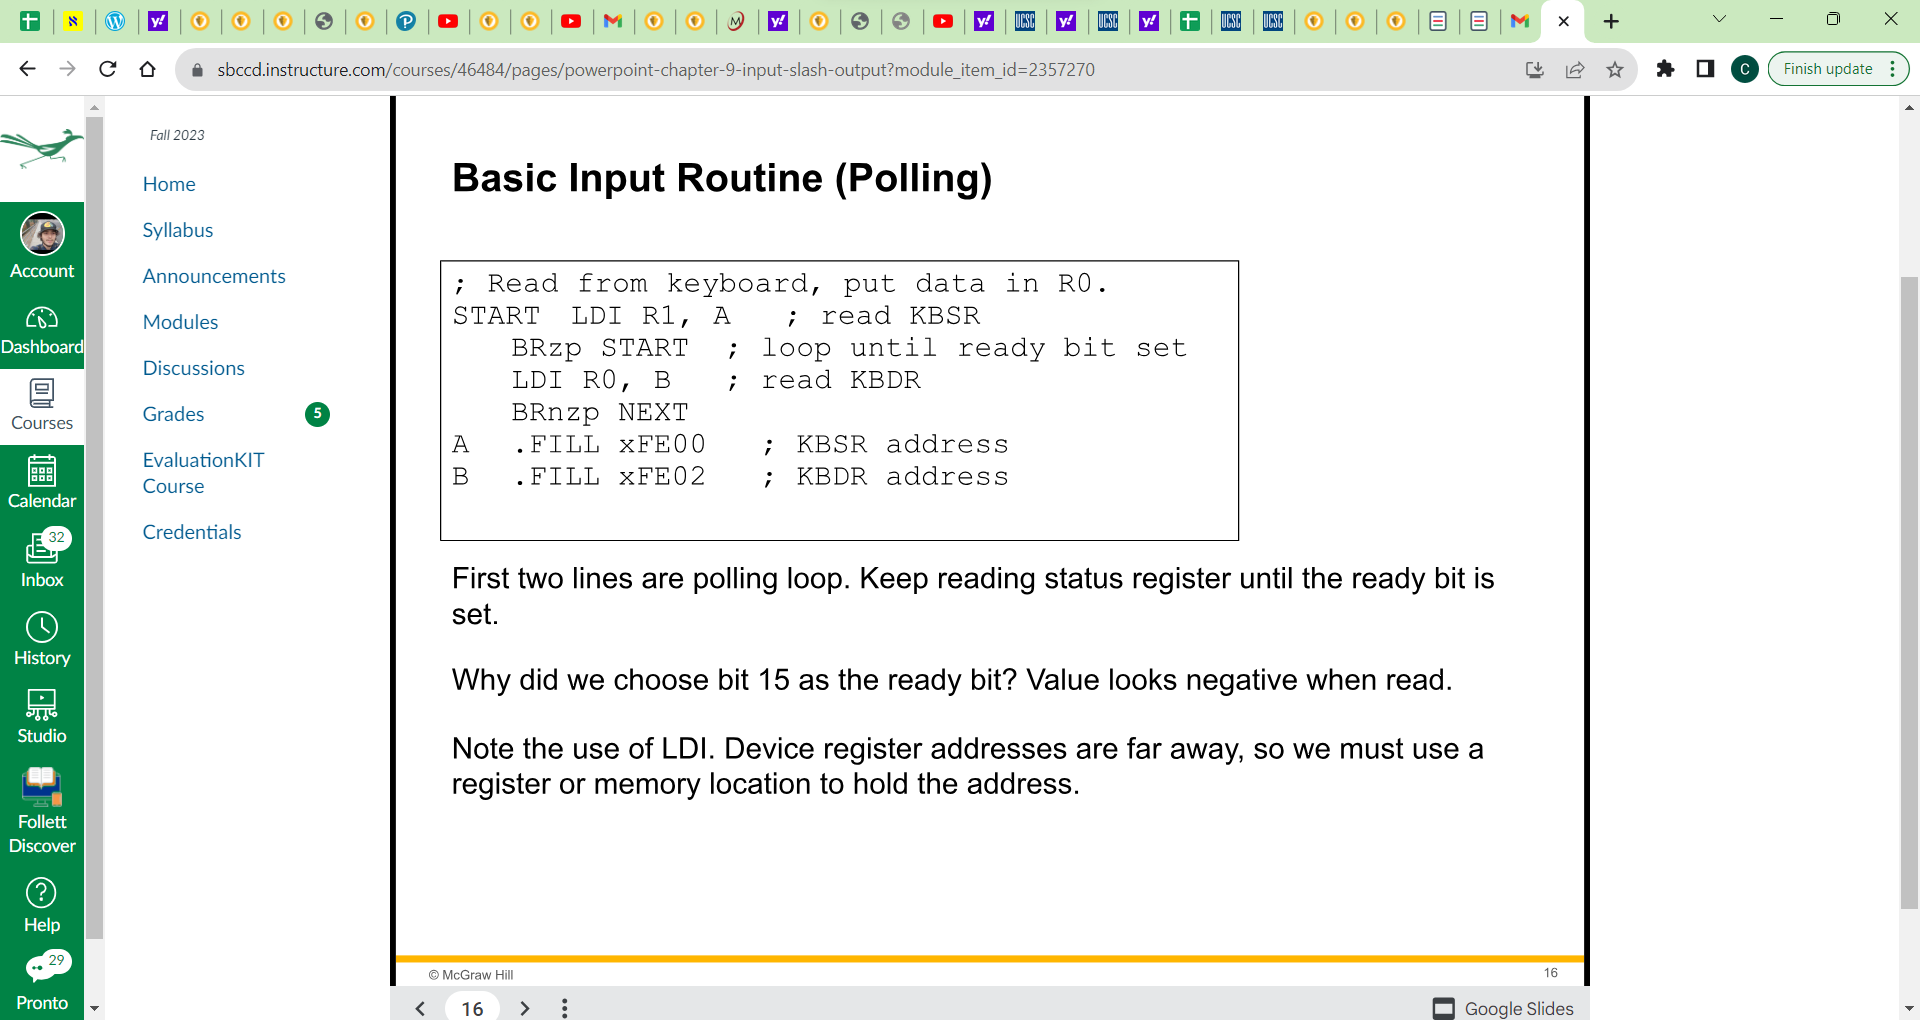 sbccd.instructure.com/courses/46484/pages/powerpoint-chapter-9-input-slash-output?module_item_id=2357270
C
Finish update
Fall 2023
Home
Syllabus
Announcements
Modules
Discussions
Grades 5
EvaluationKIT
Course
Credentials
Account
Dashboard
Courses
Calendar
32
Inbox
History
Studio
Follett
Discover
Help
29
Pronto
Basic Input Routine (Polling)
; Read from keyboard, put data in R0.
START LDI R1, A ; read KBSR
BRzp START ; loop until ready bit set
LDI R0, B ; read KBDR
BRnzp NEXT
A .FILL xFE00 ; KBSR address
B .FILL xFE02 ; KBDR address
First two lines are polling loop. Keep reading status register until the ready bit is
set.
Why did we choose bit 15 as the ready bit? Value looks negative when read.
Note the use of LDI. Device register addresses are far away, so we must use a
register or memory location to hold the address.
© McGraw Hill
16
16
Google Slides